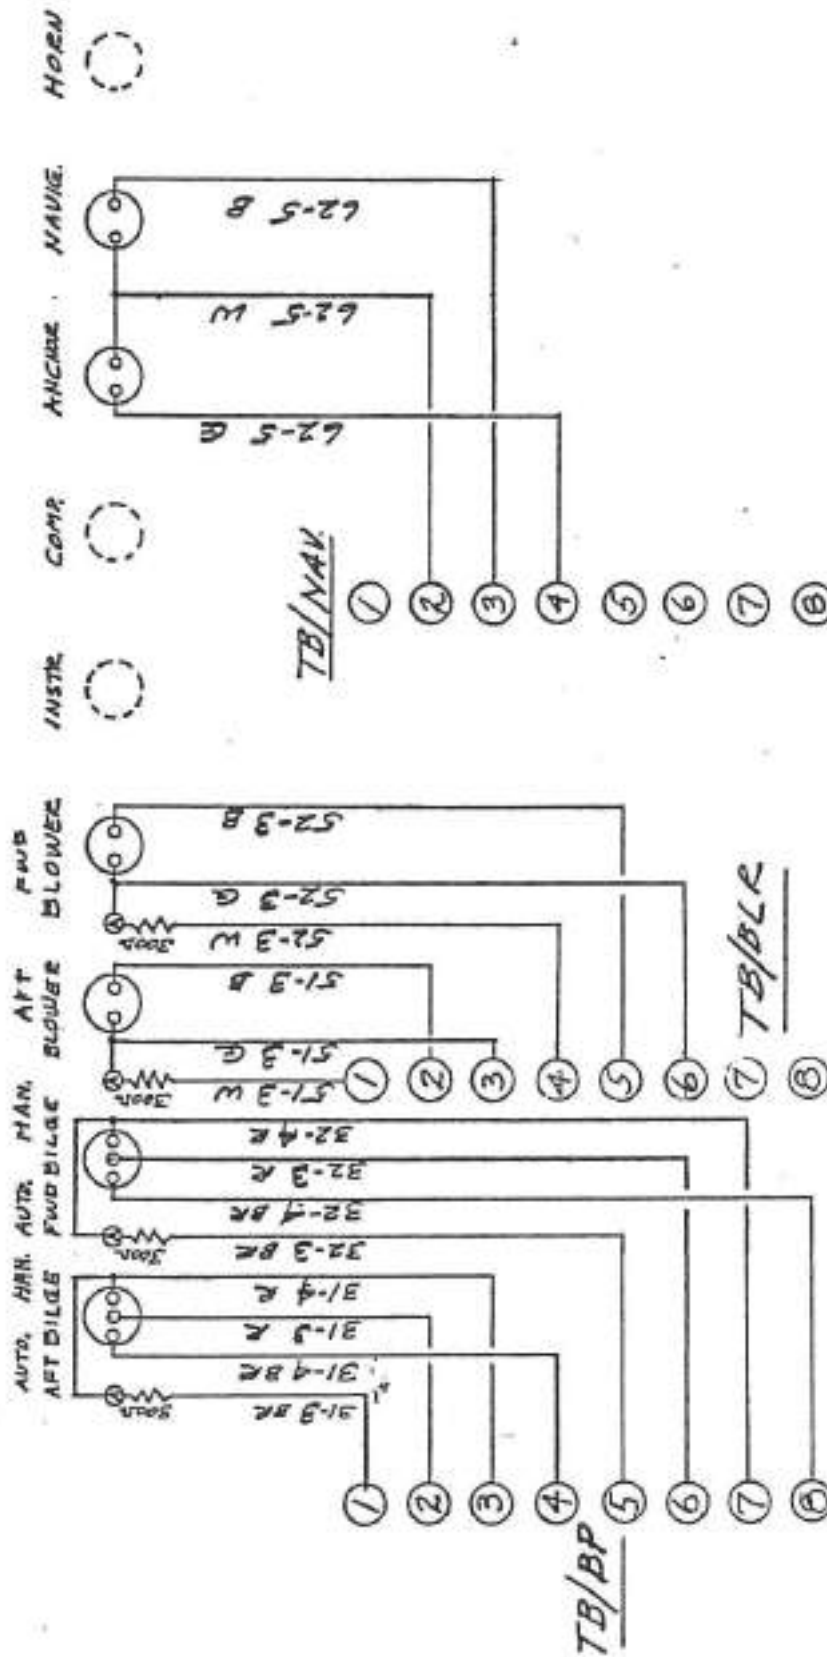 AUTO. MAN.
AFT BILGE
AUTO. MAN.
FWD BILGE
AFT
BLOWER
FWD
BLOWER
INSTR.
COMP.
ANCHOR
NAVIG.
HORN
300Ω
31-3 BR
31-4 BR
31-3 R
31-4 R
300Ω
32-3 BR
32-4 BR
32-3 R
32-4 R
300Ω
51-3 W
51-3 G
51-3 B
300Ω
52-3 W
52-3 G
52-3 B
62-5 G
62-5 W
62-5 B
TB/BP
1
2
3
4
5
6
7
8
TB/BLR
1
2
3
4
5
6
7
8
TB/NAV.
1
2
3
4
5
6
7
8